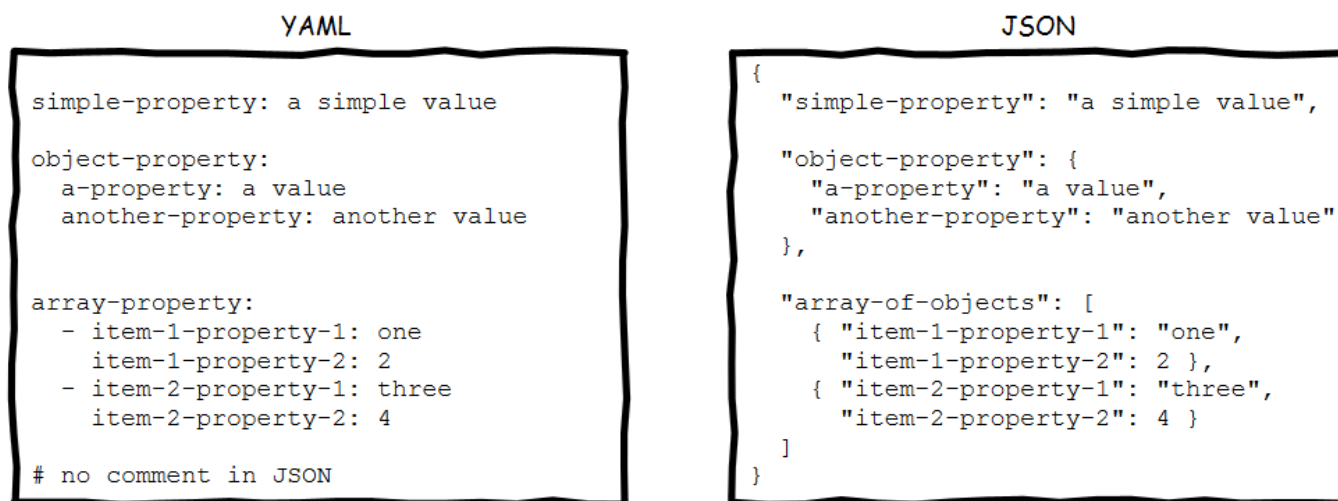 YAML
simple-property: a simple value
object-property:
  a-property: a value
  another-property: another value
array-property:
  - item-1-property-1: one
    item-1-property-2: 2
  - item-2-property-1: three
    item-2-property-2: 4
# no comment in JSON
JSON
{
  "simple-property": "a simple value",
  "object-property": {
    "a-property": "a value",
    "another-property": "another value"
  },
  "array-of-objects": [
    { "item-1-property-1": "one",
      "item-1-property-2": 2 },
    { "item-2-property-1": "three",
      "item-2-property-2": 4 }
  ]
}